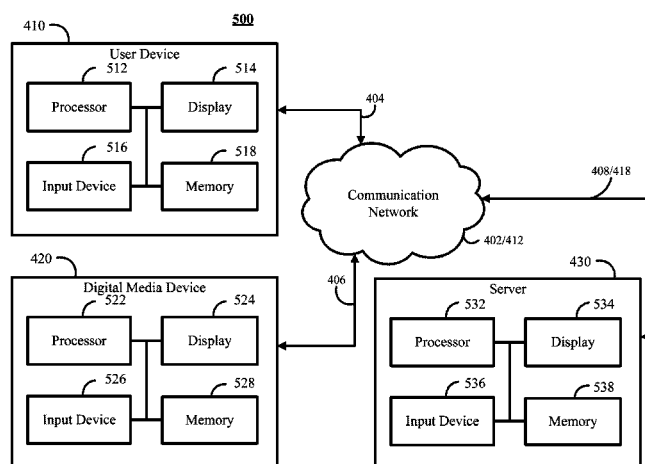 500
410
User Device
512
514
Processor
Display
516
518
Input Device
Memory
404
Communication
Network
408/418
402/412
420
Digital Media Device
522
524
Processor
Display
526
528
Input Device
Memory
406
430
Server
532
534
Processor
Display
536
538
Input Device
Memory